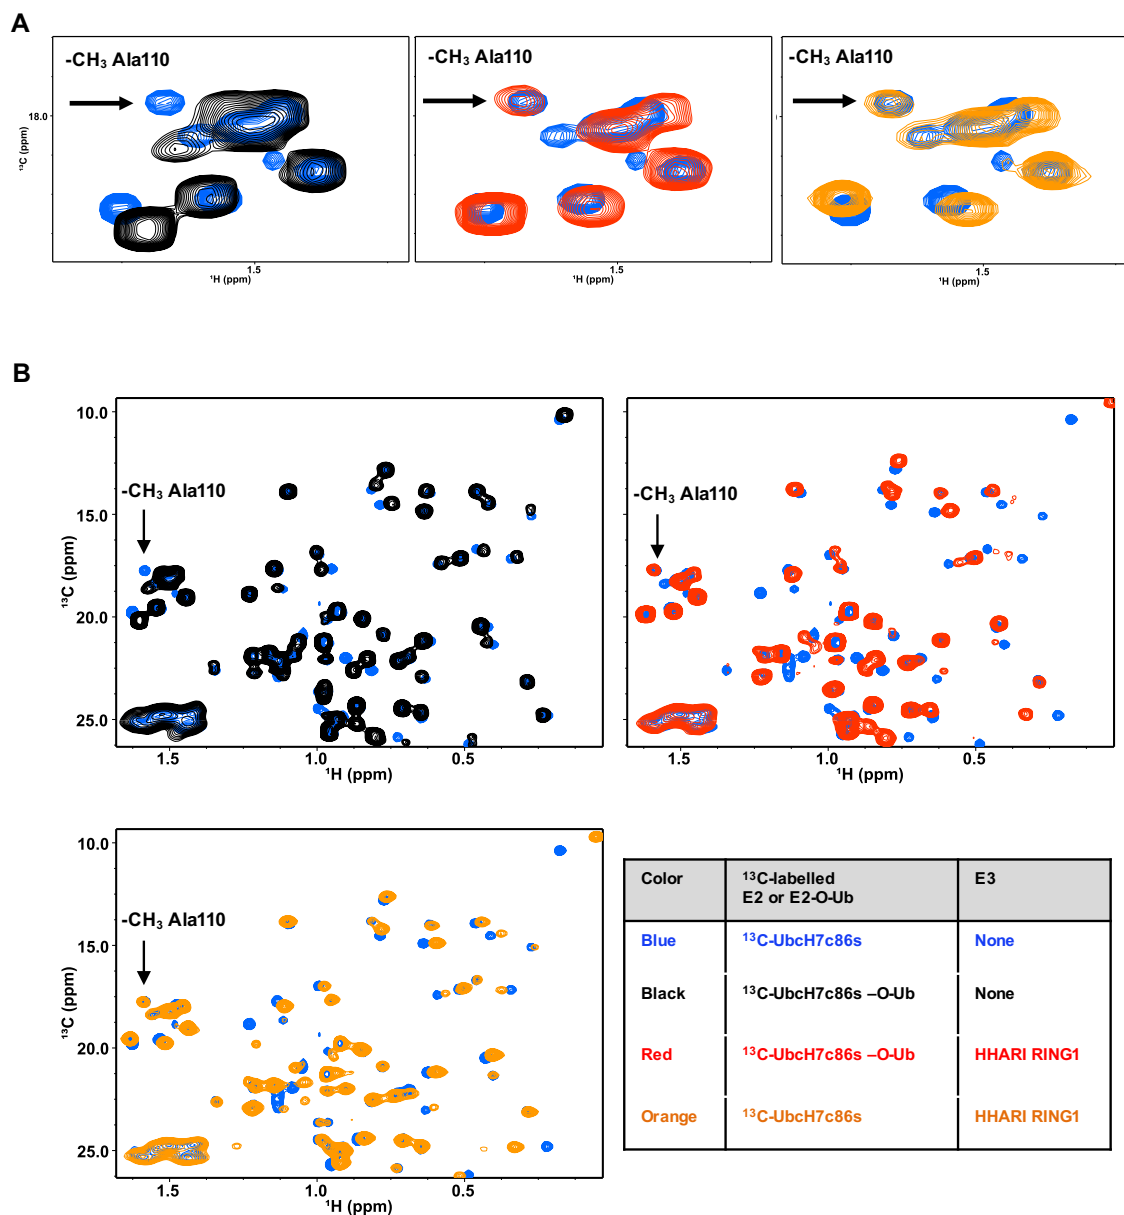 A
-CH₃ Ala110
-CH₃ Ala110
-CH₃ Ala110
18.0
¹³C (ppm)
1.5
1.5
1.5
¹H (ppm)
¹H (ppm)
¹H (ppm)
B
10.0
15.0
20.0
25.0
¹³C (ppm)
-CH₃ Ala110
1.5
1.0
0.5
¹H (ppm)
-CH₃ Ala110
1.5
1.0
0.5
¹H (ppm)
10.0
15.0
20.0
25.0
¹³C (ppm)
-CH₃ Ala110
1.5
1.0
0.5
¹H (ppm)
Color
¹³C-labelled
E2 or E2-O-Ub
E3
Blue
¹³C-UbcH7c86s
None
Black
¹³C-UbcH7c86s –O-Ub
None
Red
¹³C-UbcH7c86s –O-Ub
HHARI RING1
Orange
¹³C-UbcH7c86s
HHARI RING1